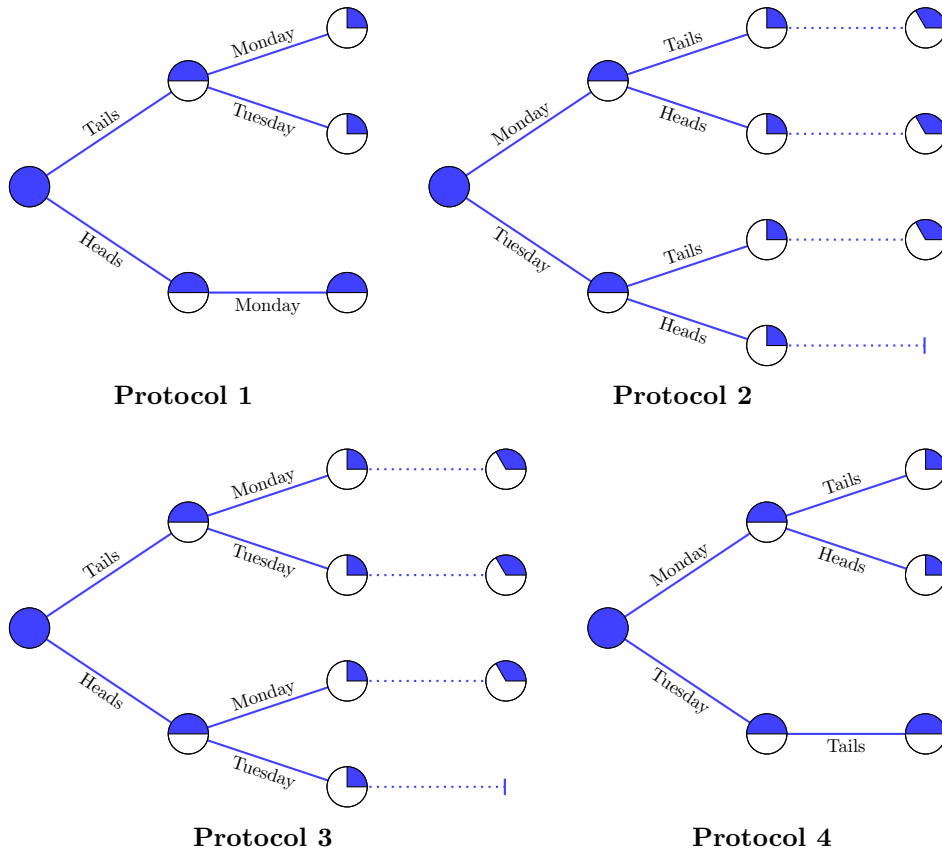 Monday
Tails
Tuesday
Heads
Monday
Protocol 1
Tails
Monday
Heads
Tuesday
Tails
Heads
Protocol 2
Monday
Tails
Tuesday
Heads
Monday
Tuesday
Protocol 3
Tails
Monday
Heads
Tuesday
Tails
Protocol 4